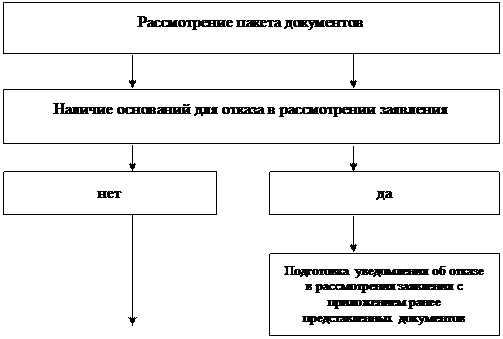 Рассмотрение пакета документов
Наличие оснований для отказа в рассмотрении заявления
нет
да
Подготовка уведомления об отказе
в рассмотрения заявления с
приложением ранее
представленных документов